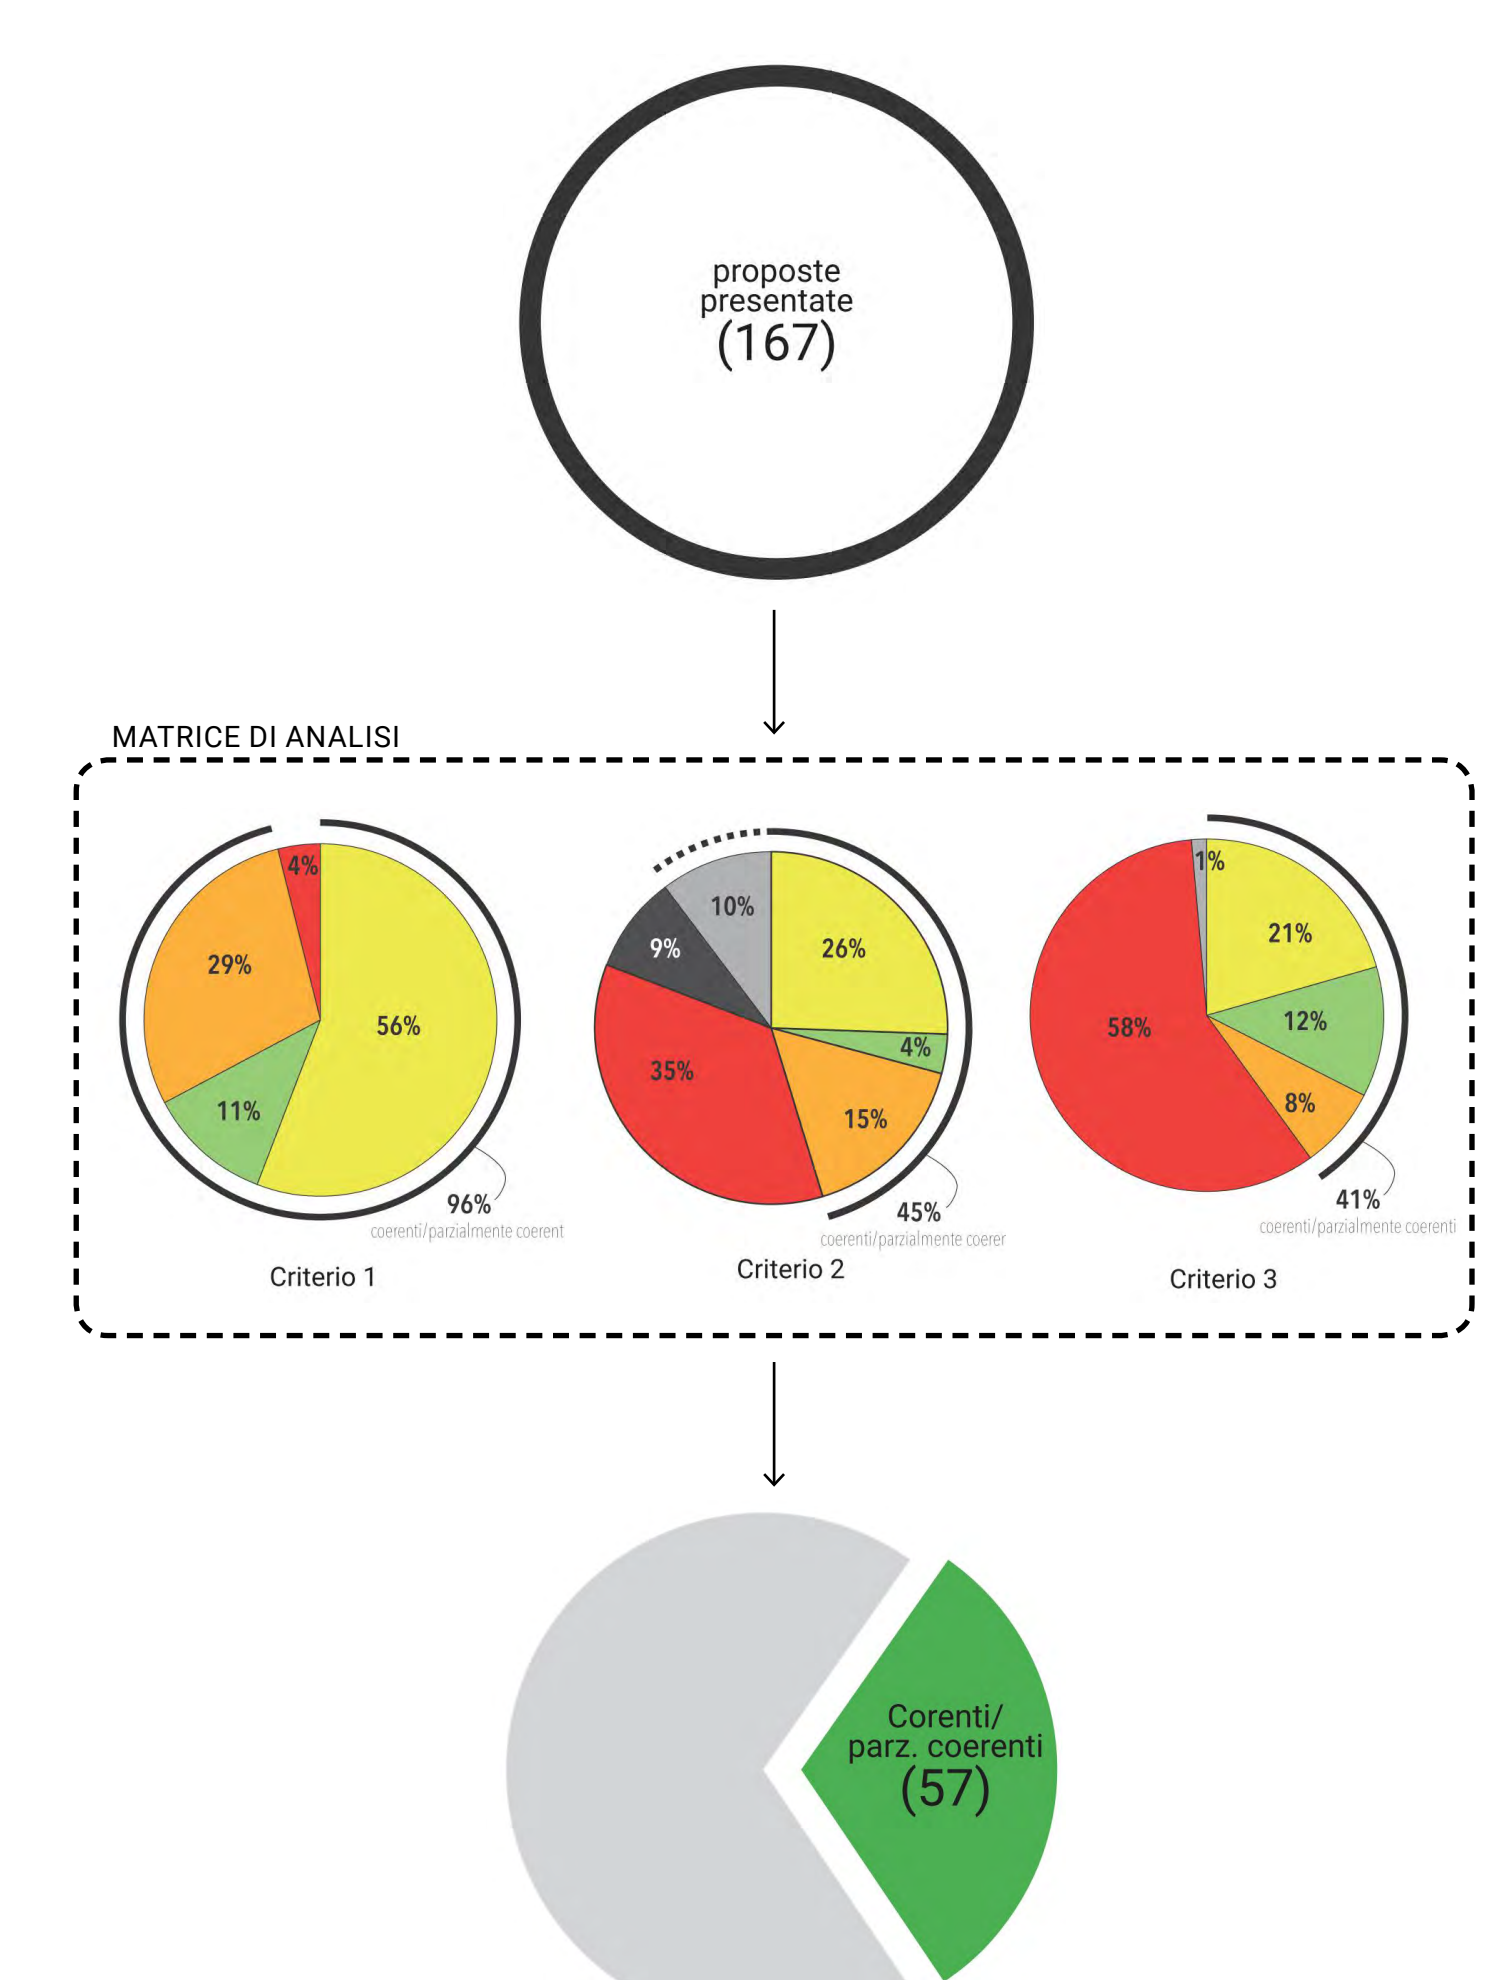 proposte
presentate
(167)
MATRICE DI ANALISI
4%
29%
56%
11%
96%
coerenti/parzialmente coerent
Criterio 1
10%
9%
26%
4%
35%
15%
45%
coerenti/parzialmente coerer
Criterio 2
1%
21%
58%
12%
8%
41%
coerenti/parzialmente coerenti
Criterio 3
Corenti/
parz. coerenti
(57)